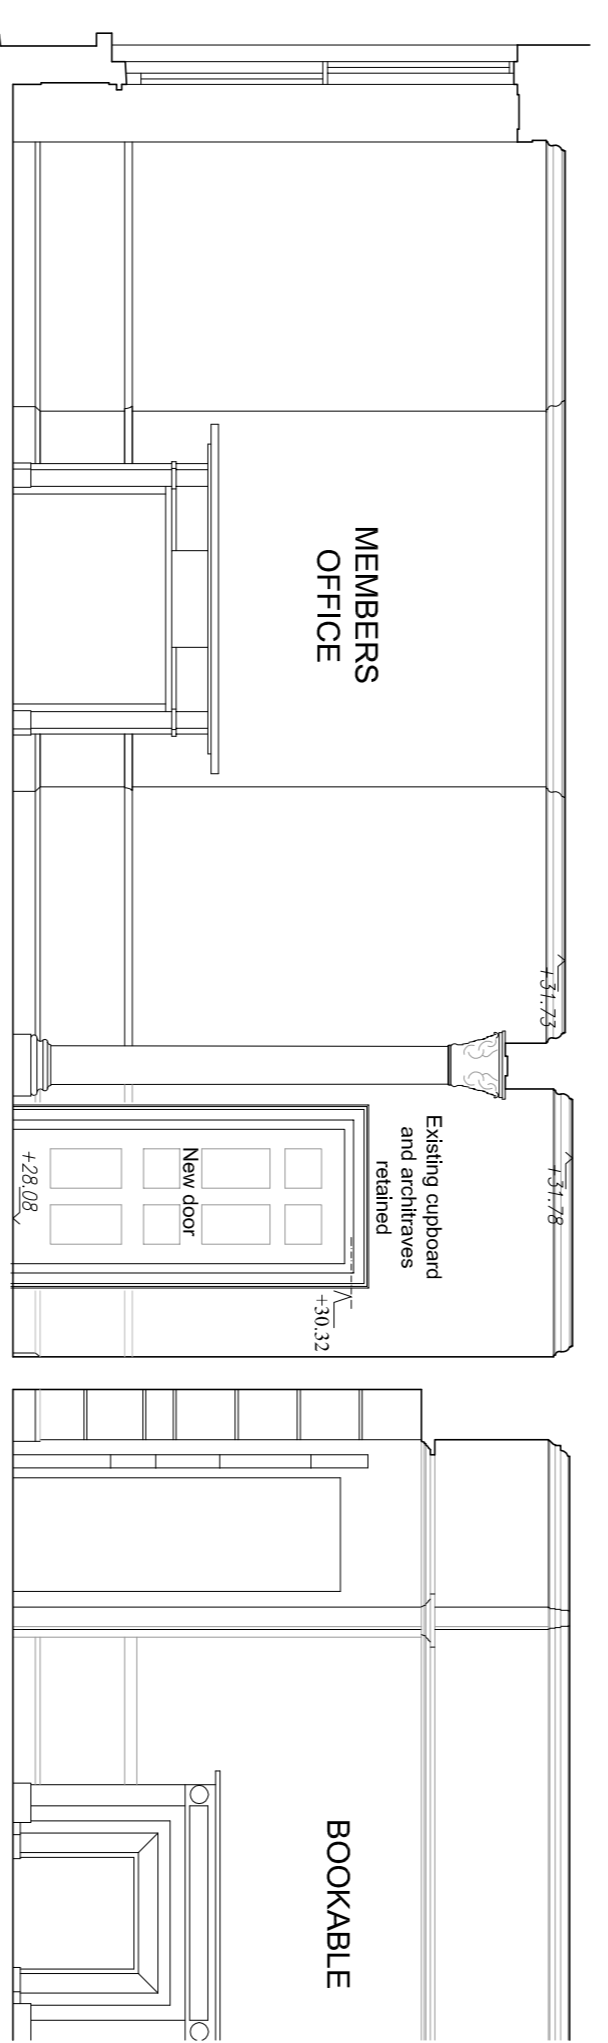 MEMBERS
OFFICE
+31.73
Existing cupboard
and architraves
retained
+31.78
New door
+28.08
+30.32
BOOKABLE